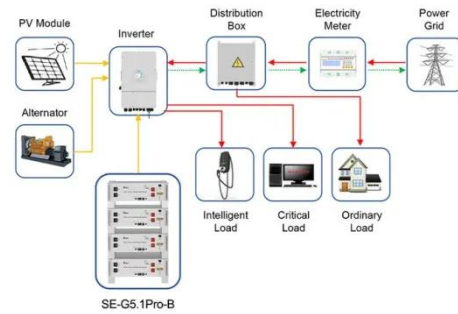 PV Module
Inverter
Distribution
Box
Electricity
Meter
Power
Grid
Alternator
Intelligent
Load
Critical
Load
Ordinary
Load
SE-G5.1Pro-B